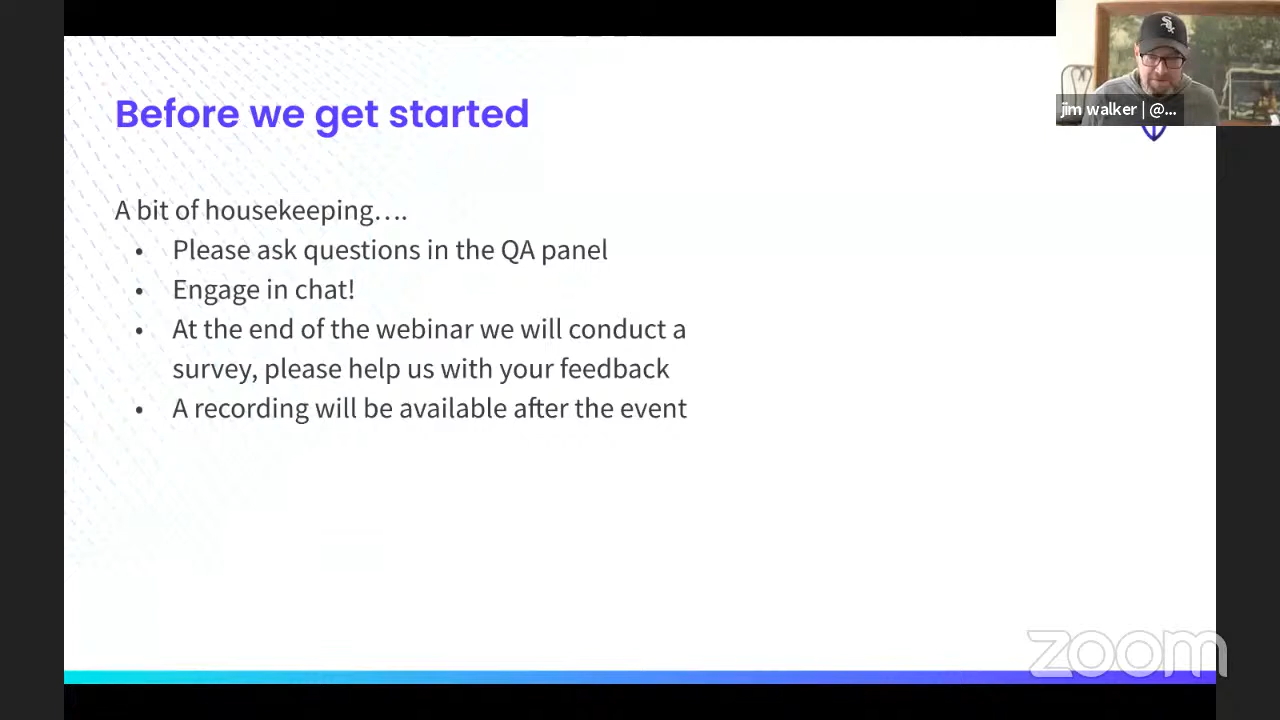 Before we get started
jim walker | @...
A bit of housekeeping....
• Please ask questions in the QA panel
• Engage in chat!
• At the end of the webinar we will conduct a
survey, please help us with your feedback
• A recording will be available after the event
zoom